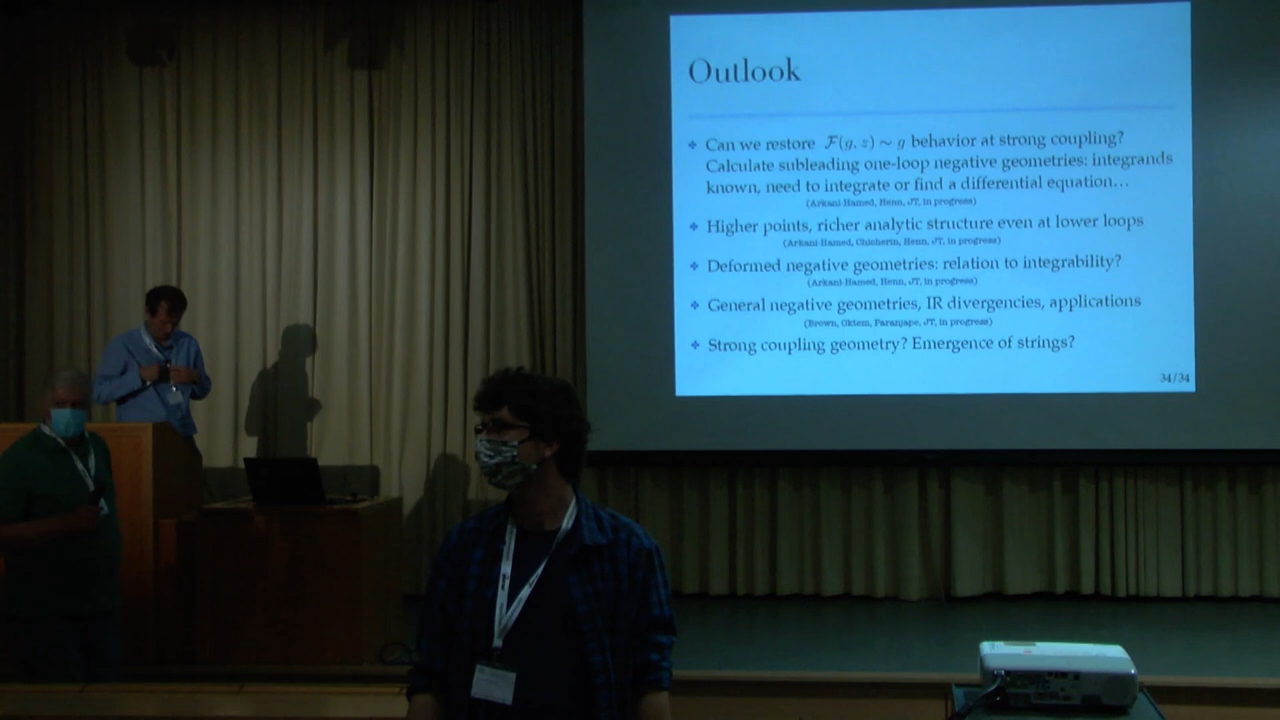 Outlook
❖ Can we restore 𝓕(g, z) ∼ g behavior at strong coupling?
Calculate subleading one-loop negative geometries: integrands
known, need to integrate or find a differential equation…
(Arkani-Hamed, Henn, JT, in progress)
❖ Higher points, richer analytic structure even at lower loops
(Arkani-Hamed, Chicherin, Henn, JT, in progress)
❖ Deformed negative geometries: relation to integrability?
(Arkani-Hamed, Henn, JT, in progress)
❖ General negative geometries, IR divergencies, applications
(Brown, Oktem, Paranjape, JT, in progress)
❖ Strong coupling geometry? Emergence of strings?
34/34